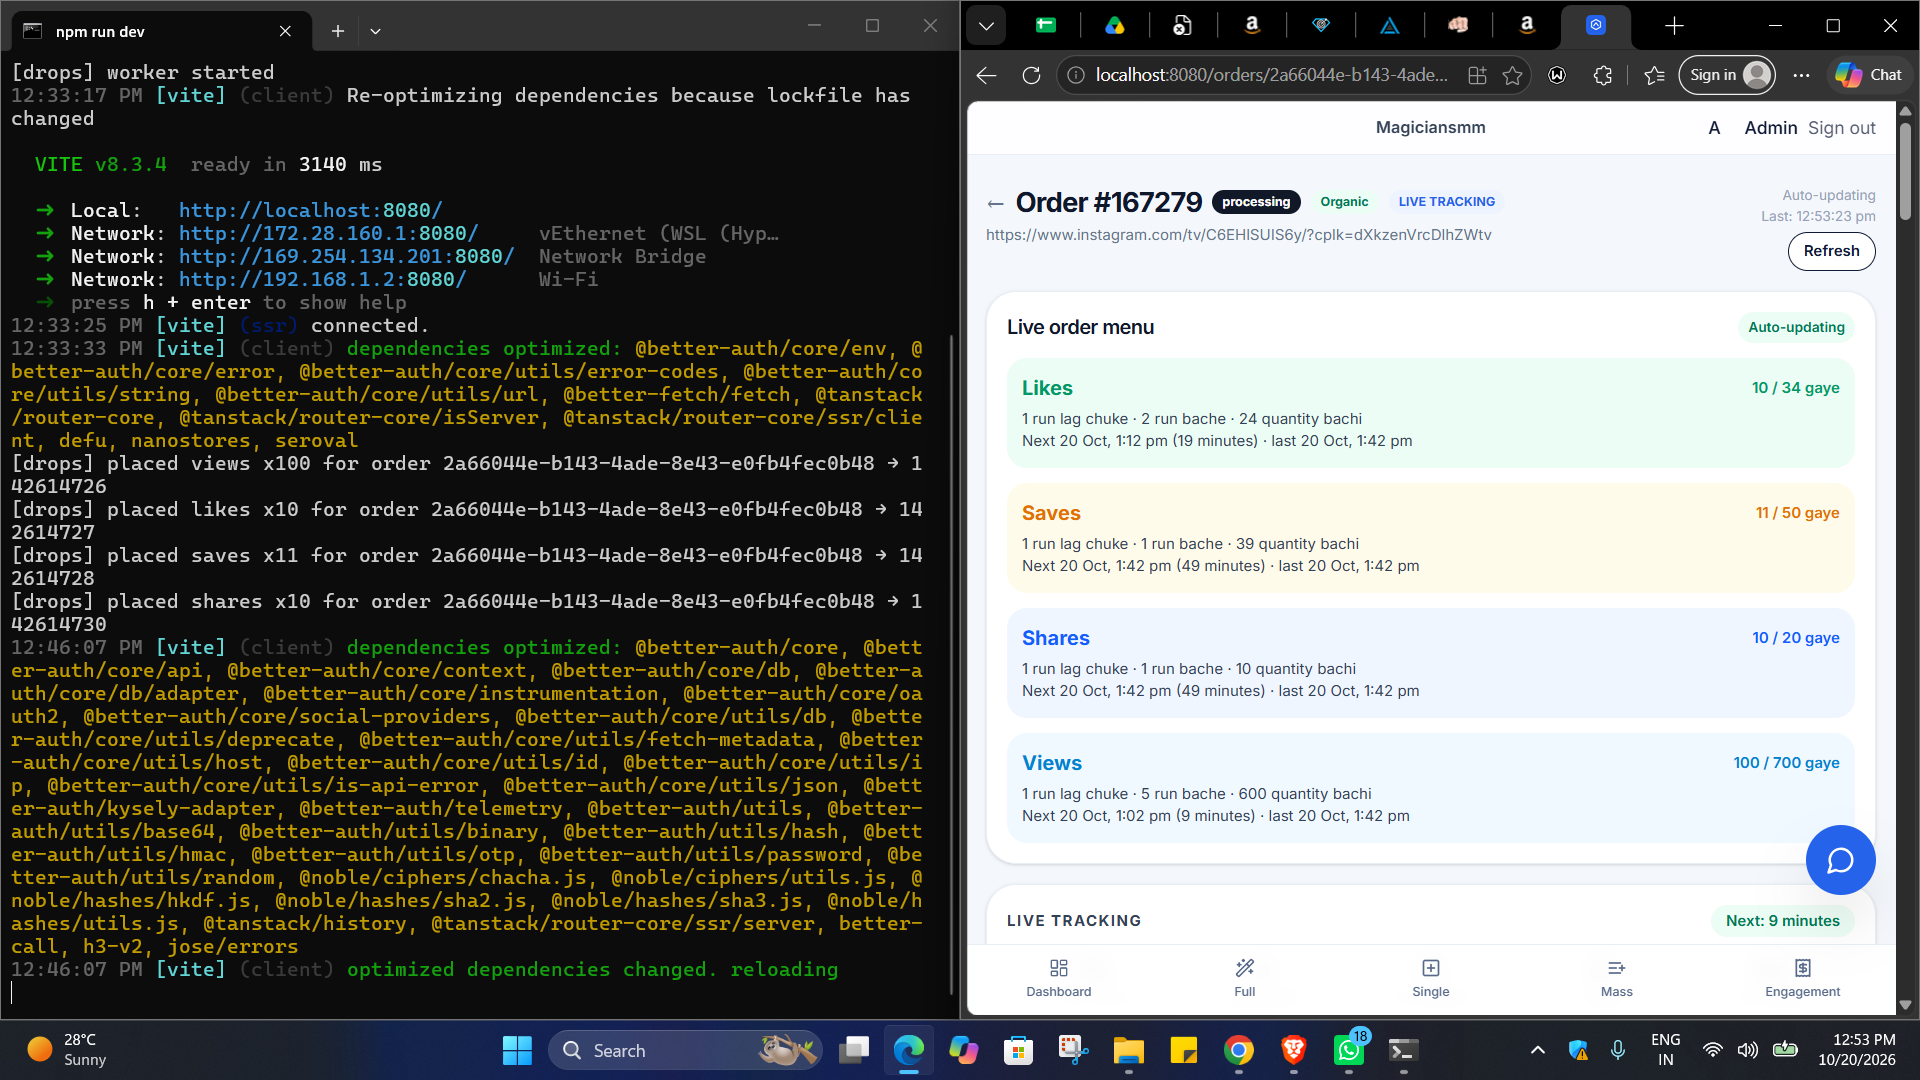 npm run dev
[drops] worker started
12:33:17 PM [vite] (client) Re-optimizing dependencies because lockfile has
changed
VITE v8.3.4 ready in 3140 ms
➜ Local: http://localhost:8080/
➜ Network: http://172.28.160.1:8080/ vEthernet (WSL (Hyp…
➜ Network: http://169.254.134.201:8080/ Network Bridge
➜ Network: http://192.168.1.2:8080/ Wi-Fi
➜ press h + enter to show help
12:33:25 PM [vite] (ssr) connected.
12:33:33 PM [vite] (client) dependencies optimized: @better-auth/core/env, @
better-auth/core/error, @better-auth/core/utils/error-codes, @better-auth/co
re/utils/string, @better-auth/core/utils/url, @better-fetch/fetch, @tanstack
/router-core, @tanstack/router-core/isServer, @tanstack/router-core/ssr/clie
nt, defu, nanostores, seroval
[drops] placed views x100 for order 2a66044e-b143-4ade-8e43-e0fb4fec0b48 → 1
42614726
[drops] placed likes x10 for order 2a66044e-b143-4ade-8e43-e0fb4fec0b48 → 14
2614727
[drops] placed saves x11 for order 2a66044e-b143-4ade-8e43-e0fb4fec0b48 → 14
2614728
[drops] placed shares x10 for order 2a66044e-b143-4ade-8e43-e0fb4fec0b48 → 1
42614730
12:46:07 PM [vite] (client) dependencies optimized: @better-auth/core, @bett
er-auth/core/api, @better-auth/core/context, @better-auth/core/db, @better-a
uth/core/db/adapter, @better-auth/core/instrumentation, @better-auth/core/oa
uth2, @better-auth/core/social-providers, @better-auth/core/utils/db, @bette
r-auth/core/utils/deprecate, @better-auth/core/utils/fetch-metadata, @better
-auth/core/utils/host, @better-auth/core/utils/id, @better-auth/core/utils/i
p, @better-auth/core/utils/is-api-error, @better-auth/core/utils/json, @bett
er-auth/kysely-adapter, @better-auth/telemetry, @better-auth/utils, @better-
auth/utils/base64, @better-auth/utils/binary, @better-auth/utils/hash, @bett
er-auth/utils/hmac, @better-auth/utils/otp, @better-auth/utils/password, @be
tter-auth/utils/random, @noble/ciphers/chacha.js, @noble/ciphers/utils.js, @
noble/hashes/hkdf.js, @noble/hashes/sha2.js, @noble/hashes/sha3.js, @noble/h
ashes/utils.js, @tanstack/history, @tanstack/router-core/ssr/server, better-
call, h3-v2, jose/errors
12:46:07 PM [vite] (client) optimized dependencies changed. reloading
localhost:8080/orders/2a66044e-b143-4ade...
Sign in
Chat
Magiciansmm
A Admin Sign out
← Order #167279 processing Organic LIVE TRACKING
https://www.instagram.com/tv/C6EHlSUIS6y/?cplk=dXkzenVrcDlhZWtv
Auto-updating
Last: 12:53:23 pm
Refresh
Live order menu
Auto-updating
Likes
10 / 34 gaye
1 run lag chuke · 2 run bache · 24 quantity bachi
Next 20 Oct, 1:12 pm (19 minutes) · last 20 Oct, 1:42 pm
Saves
11 / 50 gaye
1 run lag chuke · 1 run bache · 39 quantity bachi
Next 20 Oct, 1:42 pm (49 minutes) · last 20 Oct, 1:42 pm
Shares
10 / 20 gaye
1 run lag chuke · 1 run bache · 10 quantity bachi
Next 20 Oct, 1:42 pm (49 minutes) · last 20 Oct, 1:42 pm
Views
100 / 700 gaye
1 run lag chuke · 5 run bache · 600 quantity bachi
Next 20 Oct, 1:02 pm (9 minutes) · last 20 Oct, 1:42 pm
LIVE TRACKING
Next: 9 minutes
Dashboard
Full
Single
Mass
Engagement
28°C
Sunny
Search
18
ENG
IN
12:53 PM
10/20/2026